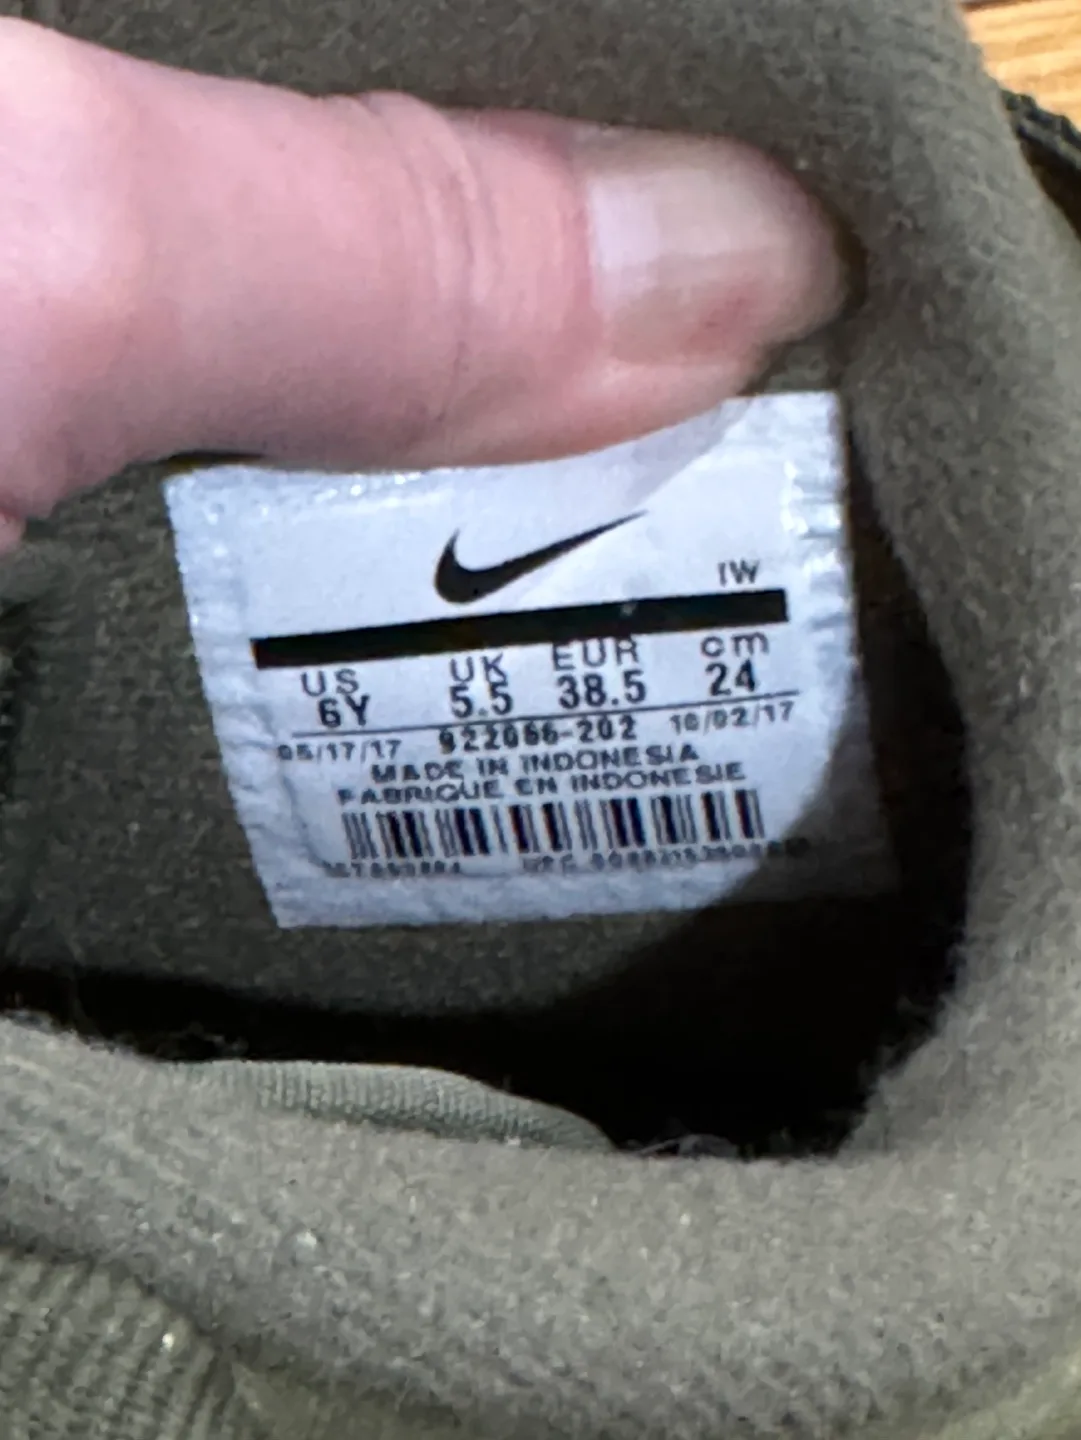 IW
US UK EUR cm
6Y 5.5 38.5 24
05/17/17 922066-202 10/02/17
MADE IN INDONESIA
FABRIQUE EN INDONESIE